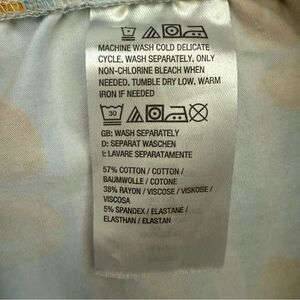 MACHINE WASH COLD DELICATE
CYCLE. WASH SEPARATELY. ONLY
NON-CHLORINE BLEACH WHEN
NEEDED. TUMBLE DRY LOW. WARM
IRON IF NEEDED
30
GB: WASH SEPARATELY
D: SEPARAT WASCHEN
I: LAVARE SEPARATAMENTE
57% COTTON / COTTON /
BAUMWOLLE / COTONE
38% RAYON / VISCOSE / VISKOSE /
VISCOSA
5% SPANDEX / ELASTANE /
ELASTHAN / ELASTAN